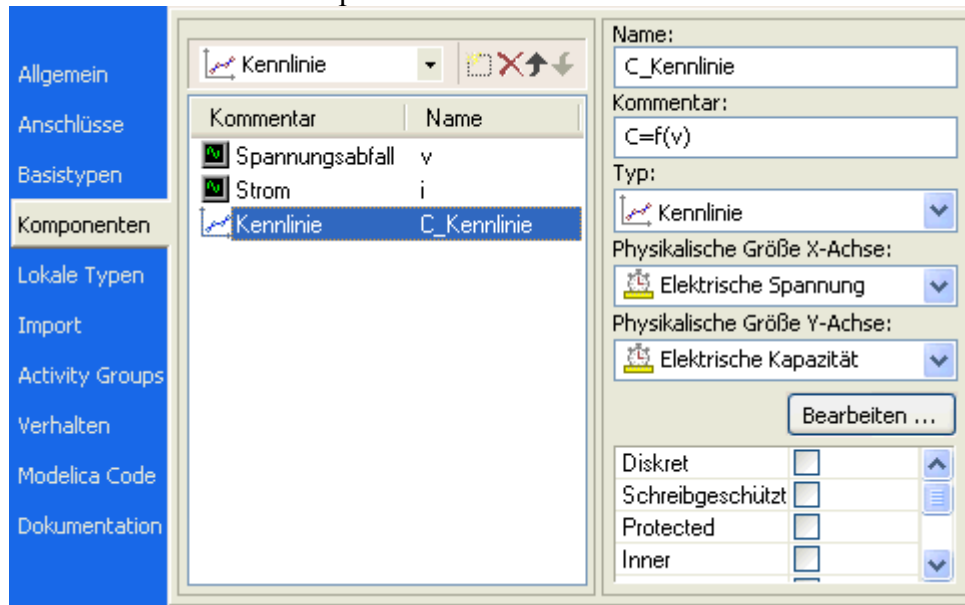 Allgemein
Anschlüsse
Basistypen
Komponenten
Lokale Typen
Import
Activity Groups
Verhalten
Modelica Code
Dokumentation
Kennlinie
Kommentar Name
Spannungsabfall v
Strom i
Kennlinie C_Kennlinie
Name:
C_Kennlinie
Kommentar:
C=f(v)
Typ:
Kennlinie
Physikalische Größe X-Achse:
Elektrische Spannung
Physikalische Größe Y-Achse:
Elektrische Kapazität
Bearbeiten ...
Diskret
Schreibgeschützt
Protected
Inner